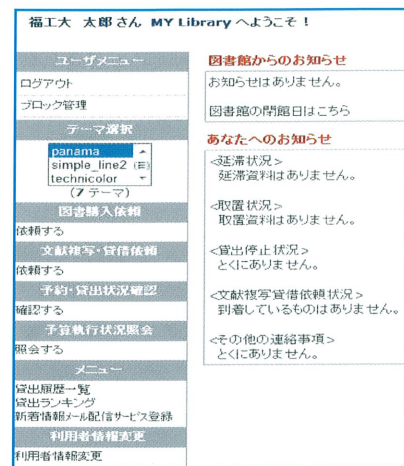 福工大 太郎さん MY Library へようこそ！
ユーザメニュー
ログアウト
ブロック管理
テーマ選択
panama
simple_line2 (E)
technicolor
(7 テーマ)
図書購入依頼
依頼する
文献複写・貸借依頼
依頼する
予約・貸出状況確認
確認する
予算執行状況照会
照会する
メニュー
貸出履歴一覧
貸出ランキング
新着情報メール配信サービス登録
利用者情報変更
利用者情報変更
図書館からのお知らせ
お知らせはありません。
図書館の閉館日はこちら
あなたへのお知らせ
<延滞状況>
延滞資料はありません。
<取置状況>
取置資料はありません。
<貸出停止状況>
とくにありません。
<文献複写貸借依頼状況>
到着しているものはありません。
<その他の連絡事項>
とくにありません。